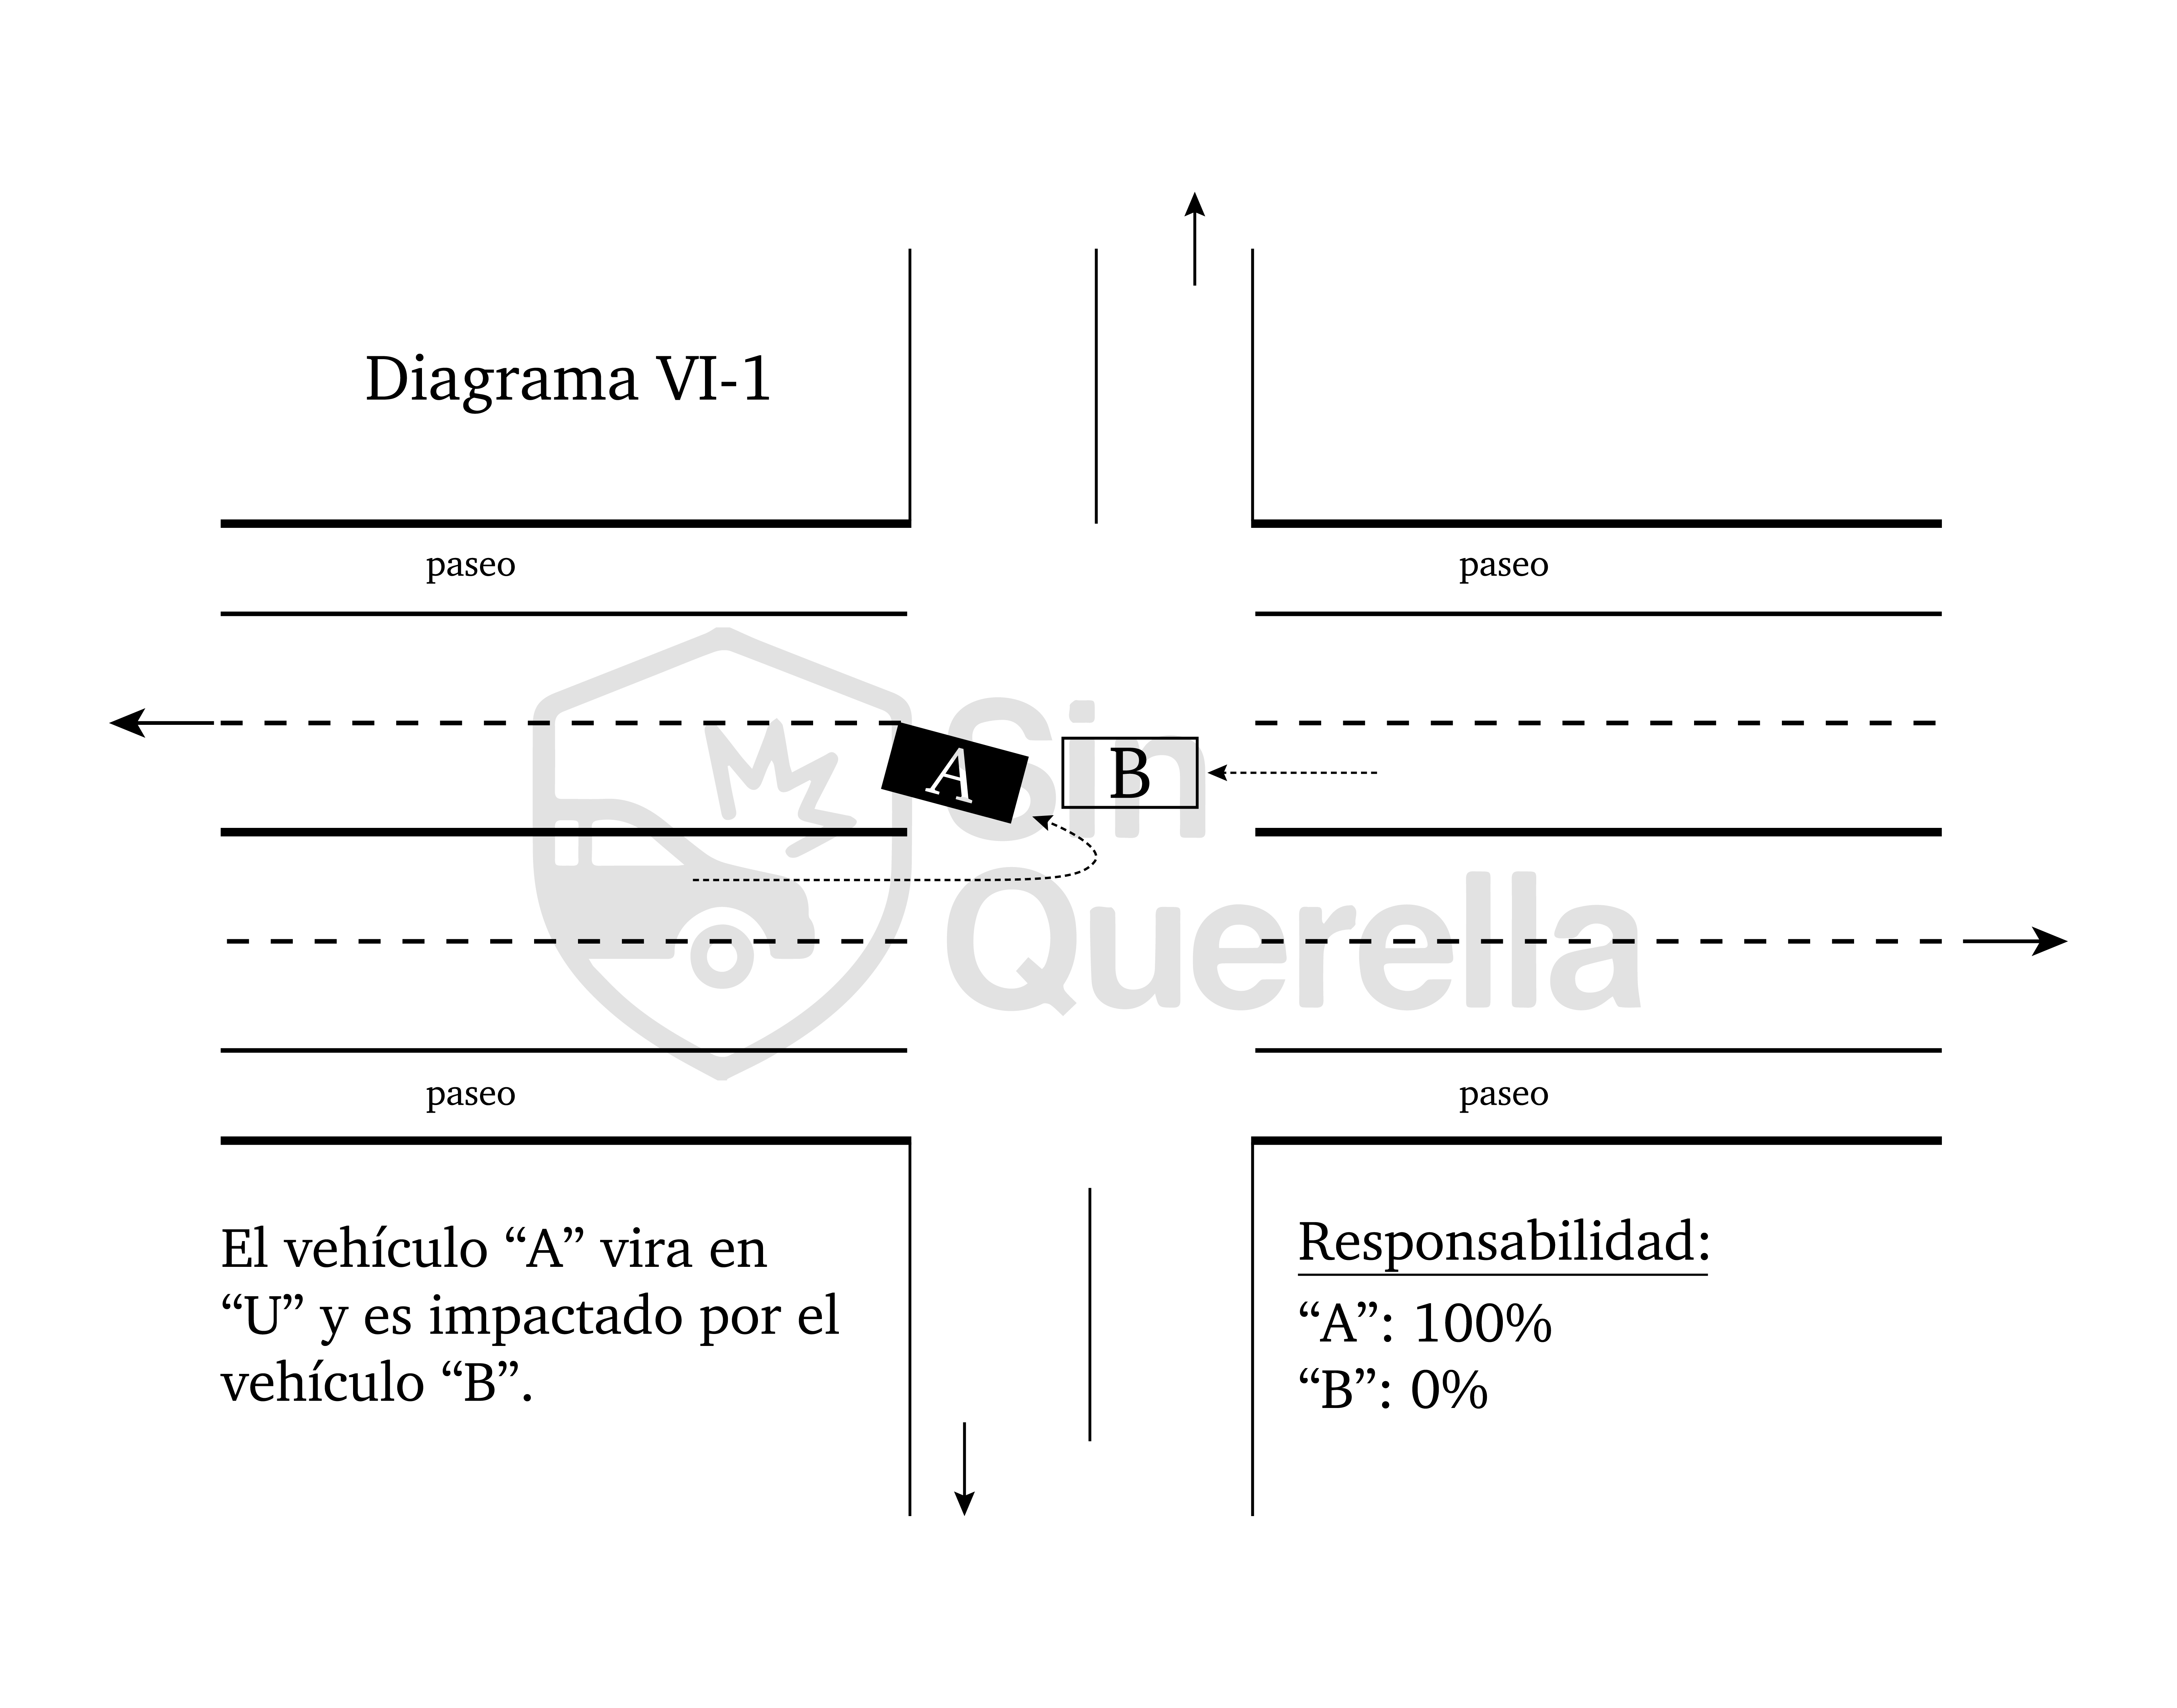 Diagrama VI-1
paseo
paseo
Sin
A
B
Querella
paseo
paseo
El vehículo “A” vira en
“U” y es impactado por el
vehículo “B”.
Responsabilidad:
“A”: 100%
“B”: 0%